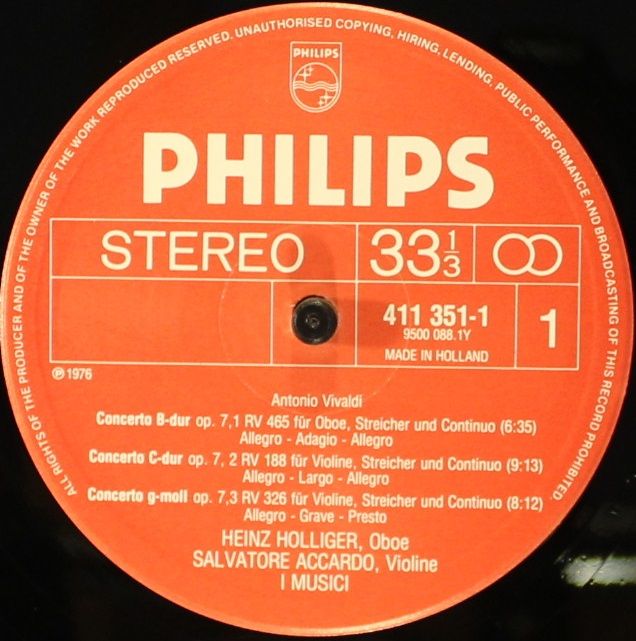 ALL RIGHTS OF THE PRODUCER AND OF THE OWNER OF THE WORK REPRODUCED RESERVED. UNAUTHORISED COPYING, HIRING, LENDING, PUBLIC PERFORMANCE AND BROADCASTING OF THIS RECORD PROHIBITED
PHILIPS
PHILIPS
STEREO 33 1/3
411 351-1
9500 088.1Y
MADE IN HOLLAND
1
℗ 1976
Antonio Vivaldi
Concerto B-dur op. 7,1 RV 465 für Oboe, Streicher und Continuo (6:35)
Allegro - Adagio - Allegro
Concerto C-dur op. 7, 2 RV 188 für Violine, Streicher und Continuo (9:13)
Allegro - Largo - Allegro
Concerto g-moll op. 7,3 RV 326 für Violine, Streicher und Continuo (8:12)
Allegro - Grave - Presto
HEINZ HOLLIGER, Oboe
SALVATORE ACCARDO, Violine
I MUSICI